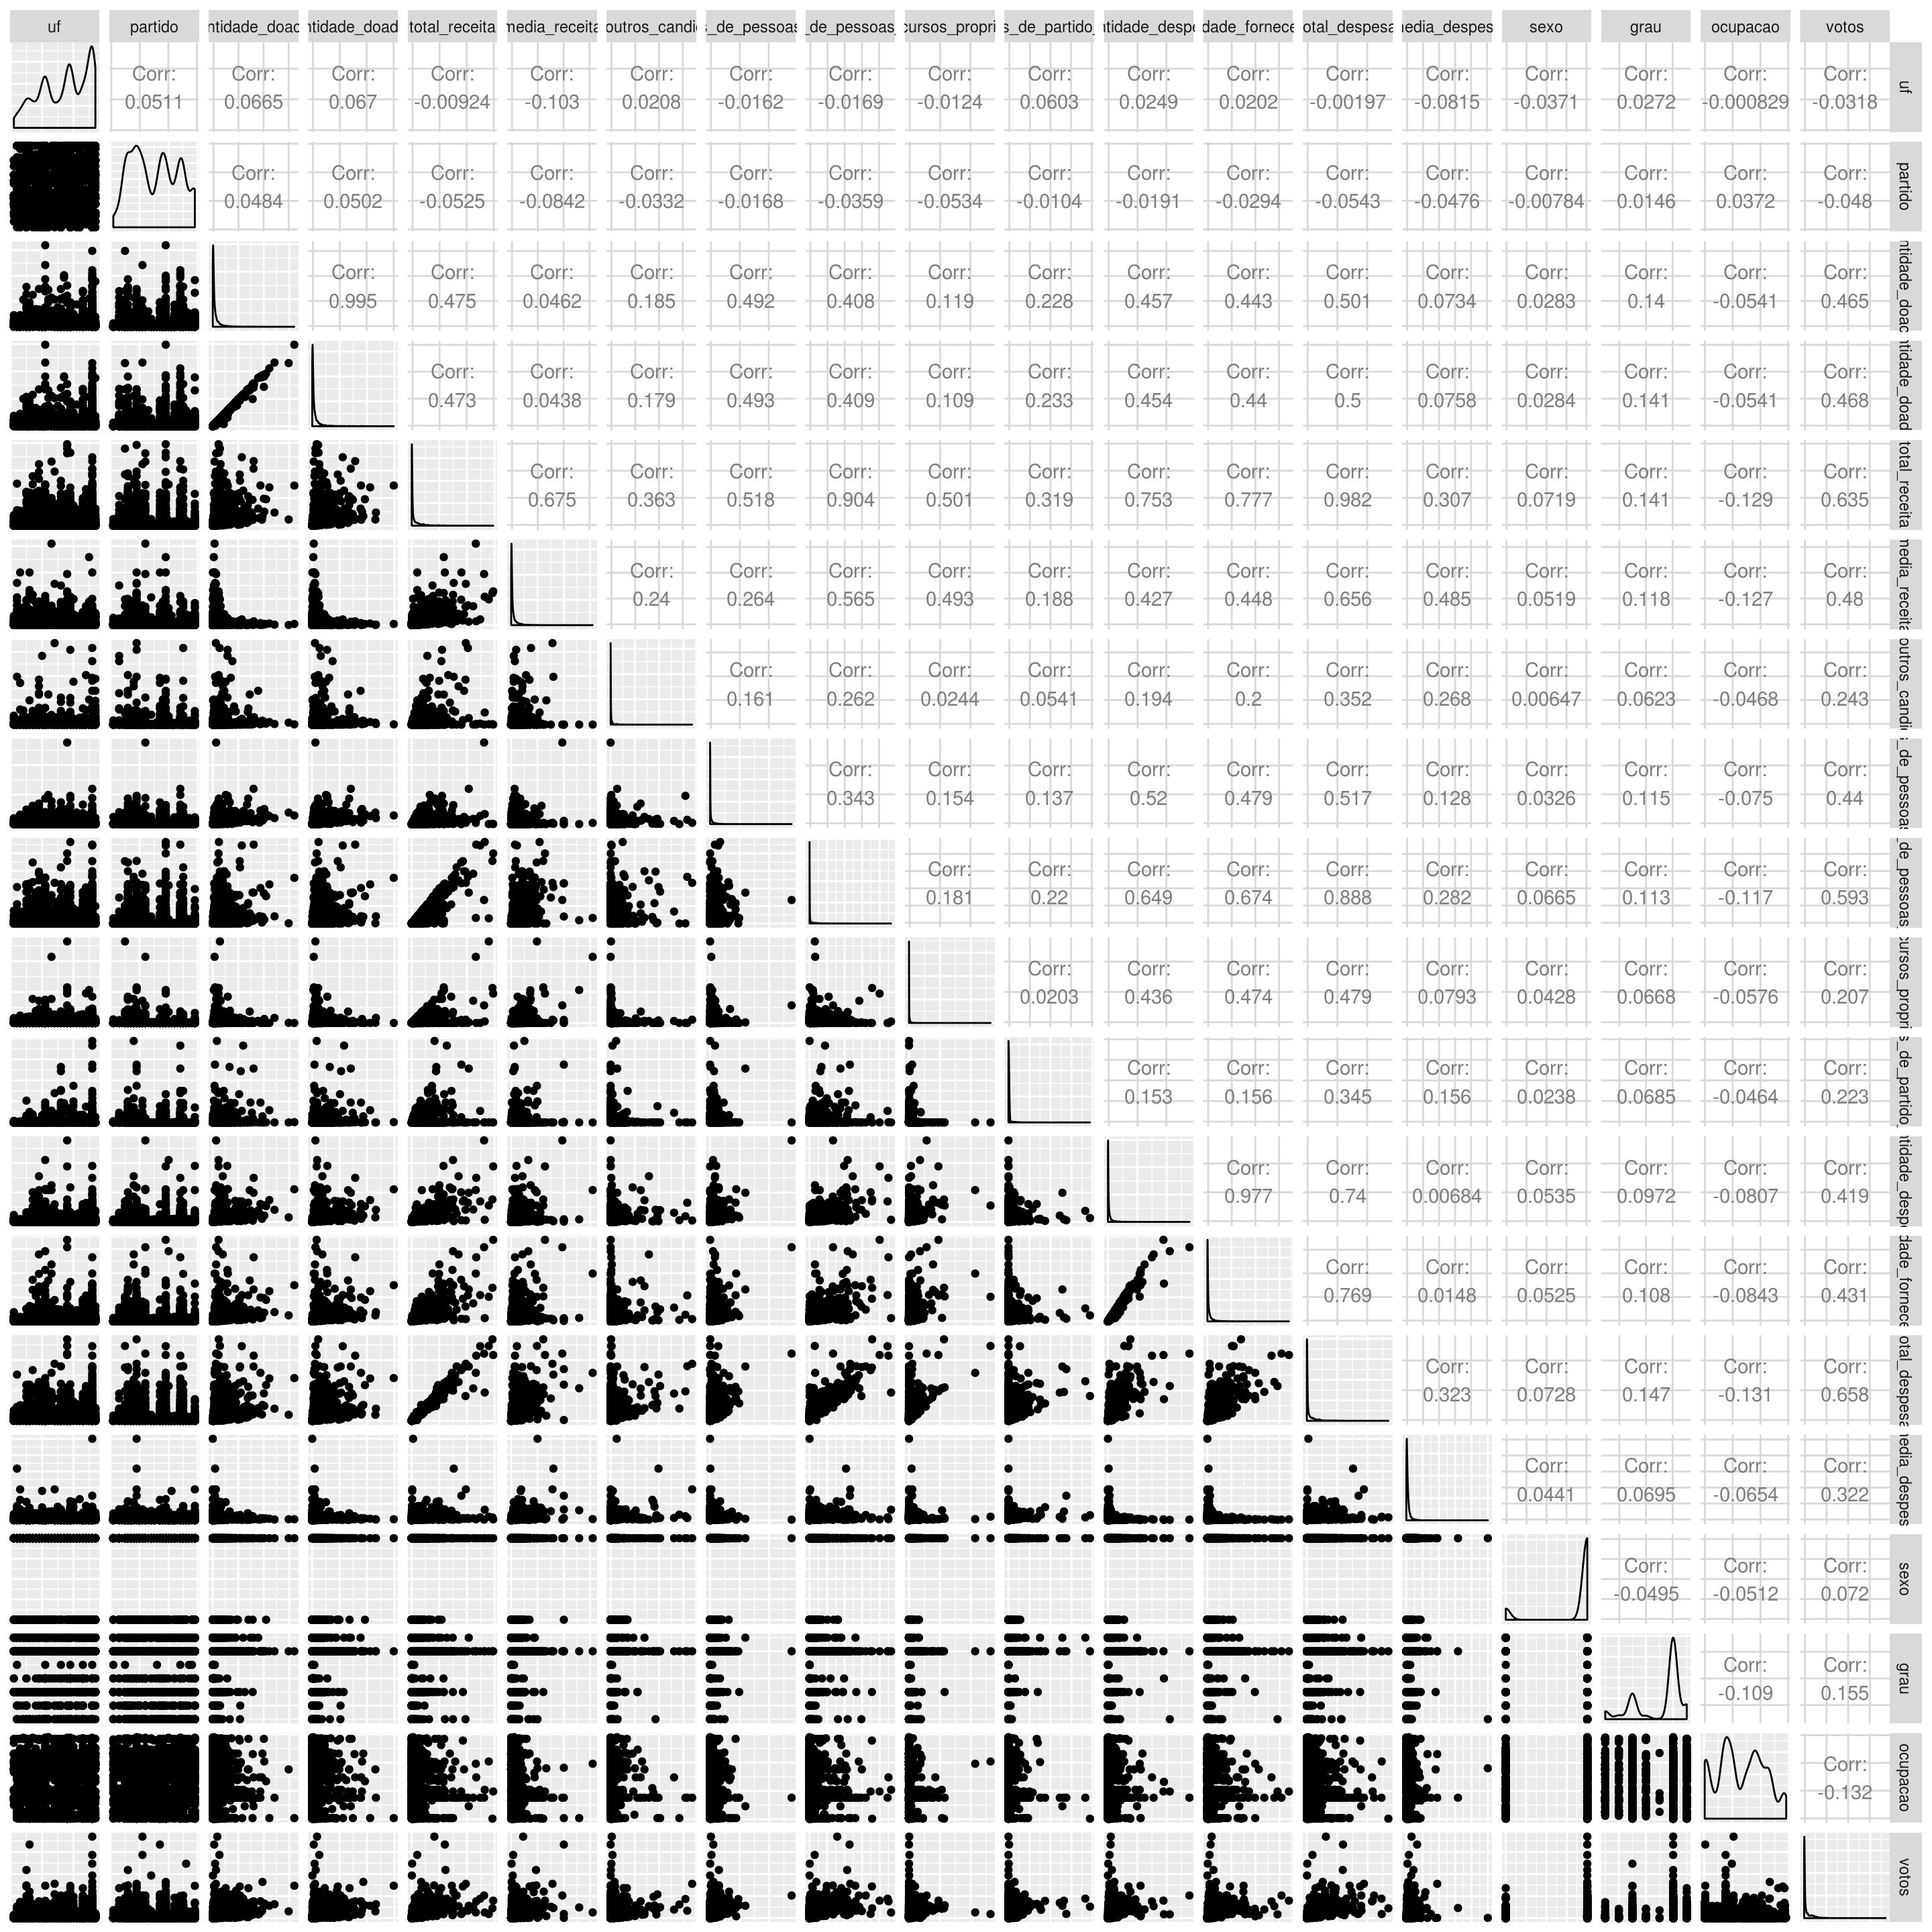 uf partido ntidade_doac ntidade_doad total_receita media_receita outros_candi s_de_pessoas _de_pessoas_ cursos_propri s_de_partido_ ntidade_despe dade_fornece otal_despesa nedia_despes sexo grau ocupacao votos
Corr: Corr: Corr: Corr: Corr: Corr: Corr: Corr: Corr: Corr: Corr: Corr: Corr: Corr: Corr: Corr: Corr: Corr:
0.0511 0.0665 0.067 -0.00924 -0.103 0.0208 -0.0162 -0.0169 -0.0124 0.0603 0.0249 0.0202 -0.00197 -0.0815 -0.0371 0.0272 -0.000829 -0.0318
uf
Corr: Corr: Corr: Corr: Corr: Corr: Corr: Corr: Corr: Corr: Corr: Corr: Corr: Corr: Corr: Corr: Corr:
0.0484 0.0502 -0.0525 -0.0842 -0.0332 -0.0168 -0.0359 -0.0534 -0.0104 -0.0191 -0.0294 -0.0543 -0.0476 -0.00784 0.0146 0.0372 -0.048
partido
Corr: Corr: Corr: Corr: Corr: Corr: Corr: Corr: Corr: Corr: Corr: Corr: Corr: Corr: Corr: Corr:
0.995 0.475 0.0462 0.185 0.492 0.408 0.119 0.228 0.457 0.443 0.501 0.0734 0.0283 0.14 -0.0541 0.465
ntidade_doac
Corr: Corr: Corr: Corr: Corr: Corr: Corr: Corr: Corr: Corr: Corr: Corr: Corr: Corr: Corr:
0.473 0.0438 0.179 0.493 0.409 0.109 0.233 0.454 0.44 0.5 0.0758 0.0284 0.141 -0.0541 0.468
ntidade_doad
Corr: Corr: Corr: Corr: Corr: Corr: Corr: Corr: Corr: Corr: Corr: Corr: Corr: Corr:
0.675 0.363 0.518 0.904 0.501 0.319 0.753 0.777 0.982 0.307 0.0719 0.141 -0.129 0.635
total_receita
Corr: Corr: Corr: Corr: Corr: Corr: Corr: Corr: Corr: Corr: Corr: Corr: Corr:
0.24 0.264 0.565 0.493 0.188 0.427 0.448 0.656 0.485 0.0519 0.118 -0.127 0.48
media_receita
Corr: Corr: Corr: Corr: Corr: Corr: Corr: Corr: Corr: Corr: Corr: Corr:
0.161 0.262 0.0244 0.0541 0.194 0.2 0.352 0.268 0.00647 0.0623 -0.0468 0.243
outros_candi
Corr: Corr: Corr: Corr: Corr: Corr: Corr: Corr: Corr: Corr: Corr:
0.343 0.154 0.137 0.52 0.479 0.517 0.128 0.0326 0.115 -0.075 0.44
s_de_pessoas
Corr: Corr: Corr: Corr: Corr: Corr: Corr: Corr: Corr: Corr:
0.181 0.22 0.649 0.674 0.888 0.282 0.0665 0.113 -0.117 0.593
_de_pessoas_
Corr: Corr: Corr: Corr: Corr: Corr: Corr: Corr: Corr:
0.0203 0.436 0.474 0.479 0.0793 0.0428 0.0668 -0.0576 0.207
cursos_propri
Corr: Corr: Corr: Corr: Corr: Corr: Corr: Corr:
0.153 0.156 0.345 0.156 0.0238 0.0685 -0.0464 0.223
s_de_partido_
Corr: Corr: Corr: Corr: Corr: Corr: Corr:
0.977 0.74 0.00684 0.0535 0.0972 -0.0807 0.419
ntidade_despe
Corr: Corr: Corr: Corr: Corr: Corr:
0.769 0.0148 0.0525 0.108 -0.0843 0.431
dade_fornece
Corr: Corr: Corr: Corr: Corr:
0.323 0.0728 0.147 -0.131 0.658
otal_despesa
Corr: Corr: Corr: Corr:
0.0441 0.0695 -0.0654 0.322
nedia_despes
Corr: Corr: Corr:
-0.0495 -0.0512 0.072
sexo
Corr: Corr:
-0.109 0.155
grau
Corr:
-0.132
ocupacao
votos